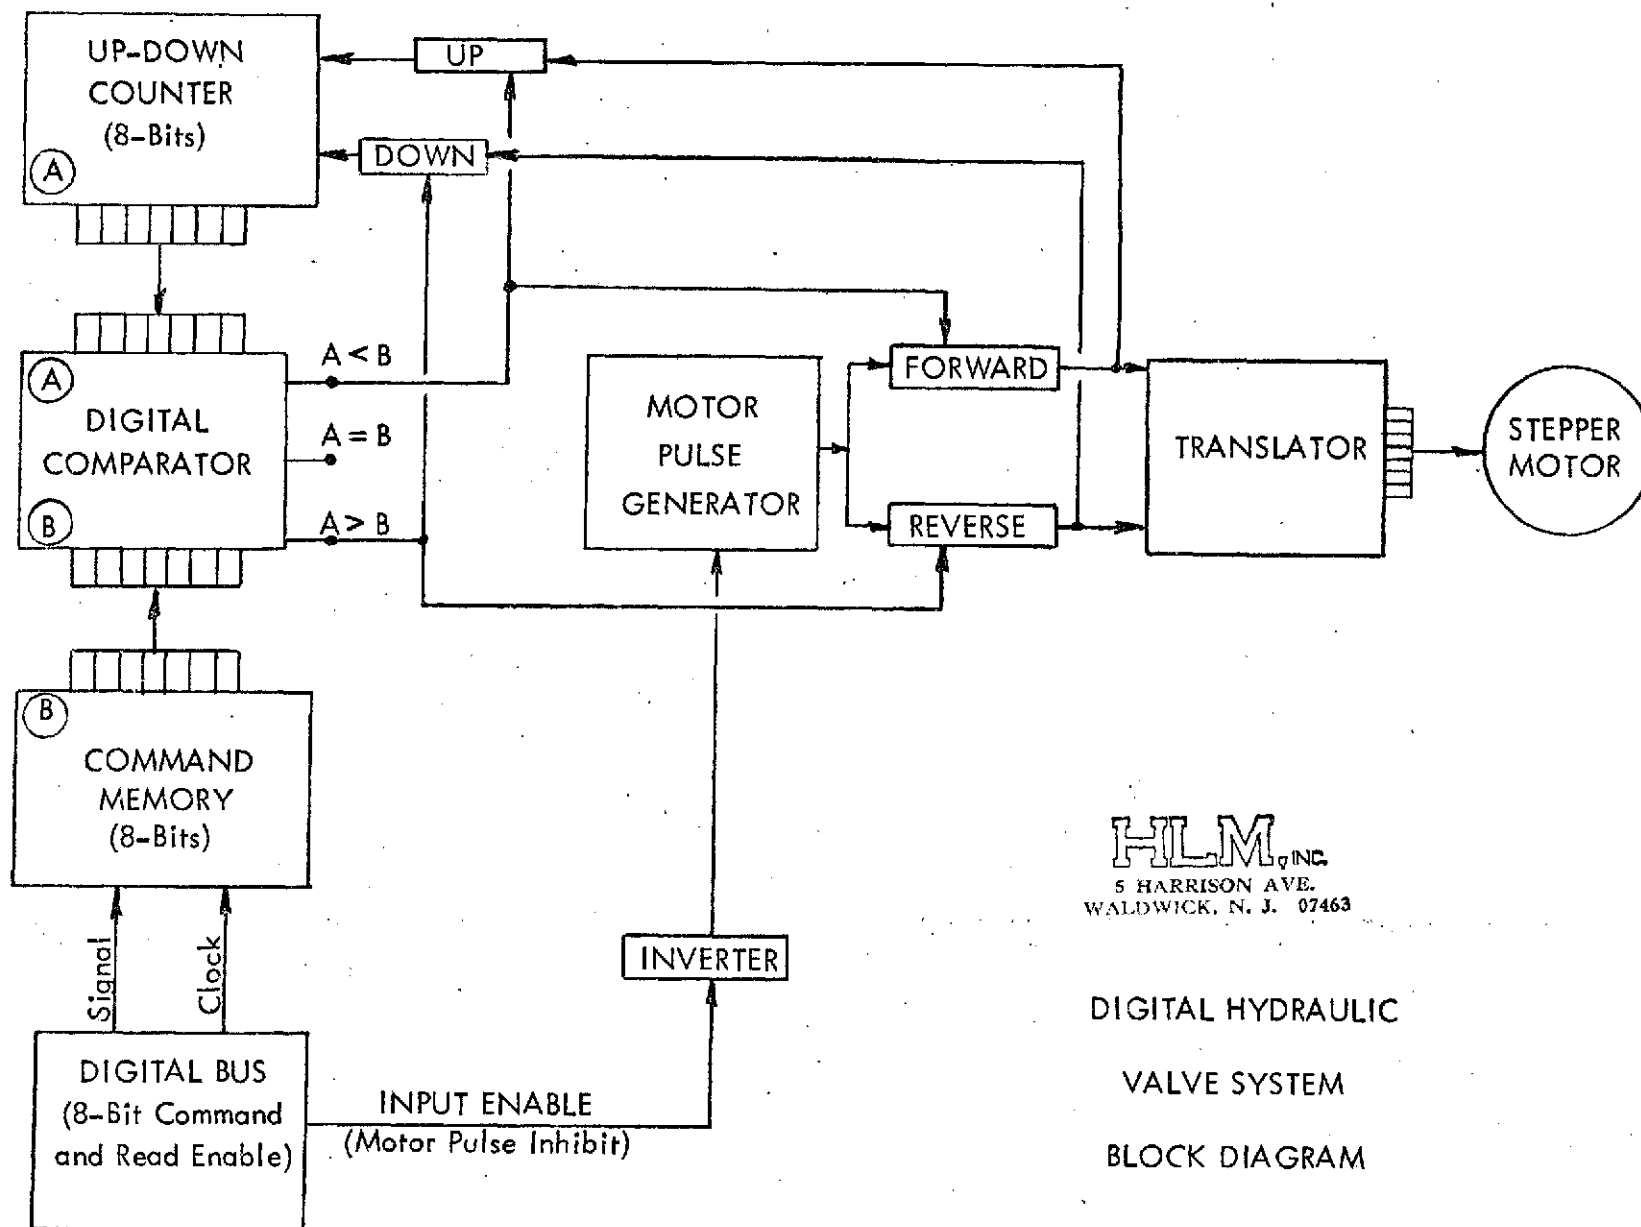 UP-DOWN
COUNTER
(8-Bits)
A
UP
DOWN
A
DIGITAL
COMPARATOR
B
A < B
A = B
A > B
MOTOR
PULSE
GENERATOR
FORWARD
REVERSE
TRANSLATOR
STEPPER
MOTOR
B
COMMAND
MEMORY
(8-Bits)
Signal
Clock
DIGITAL BUS
(8-Bit Command
and Read Enable)
INPUT ENABLE
(Motor Pulse Inhibit)
INVERTER
HLM, INC.
5 HARRISON AVE.
WALDWICK, N. J. 07463
DIGITAL HYDRAULIC
VALVE SYSTEM
BLOCK DIAGRAM